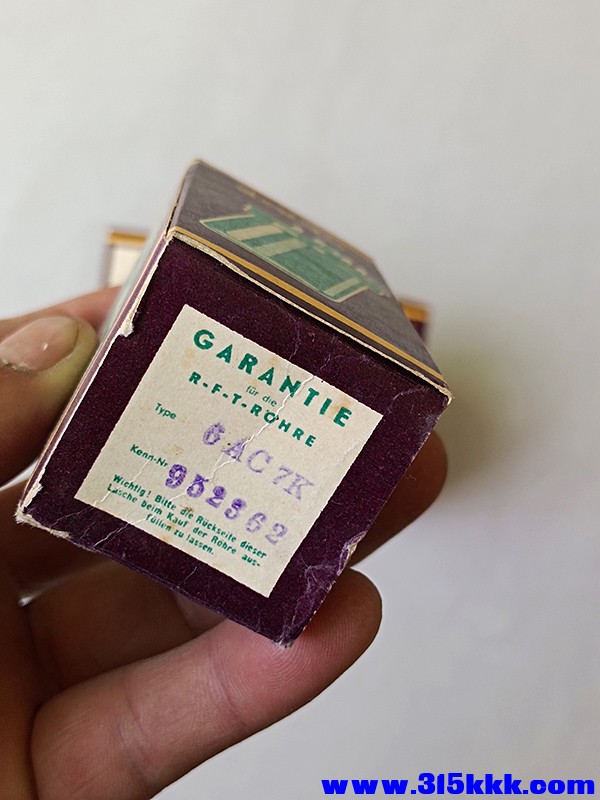 GARANTIE
für die
R-F-T-RÖHRE
Type 6AC7K
Kenn-Nr. 952362
Wichtig! Bitte die Rückseite dieser
Lasche beim Kauf der Röhre aus-
füllen zu lassen.
www.315kkk.com